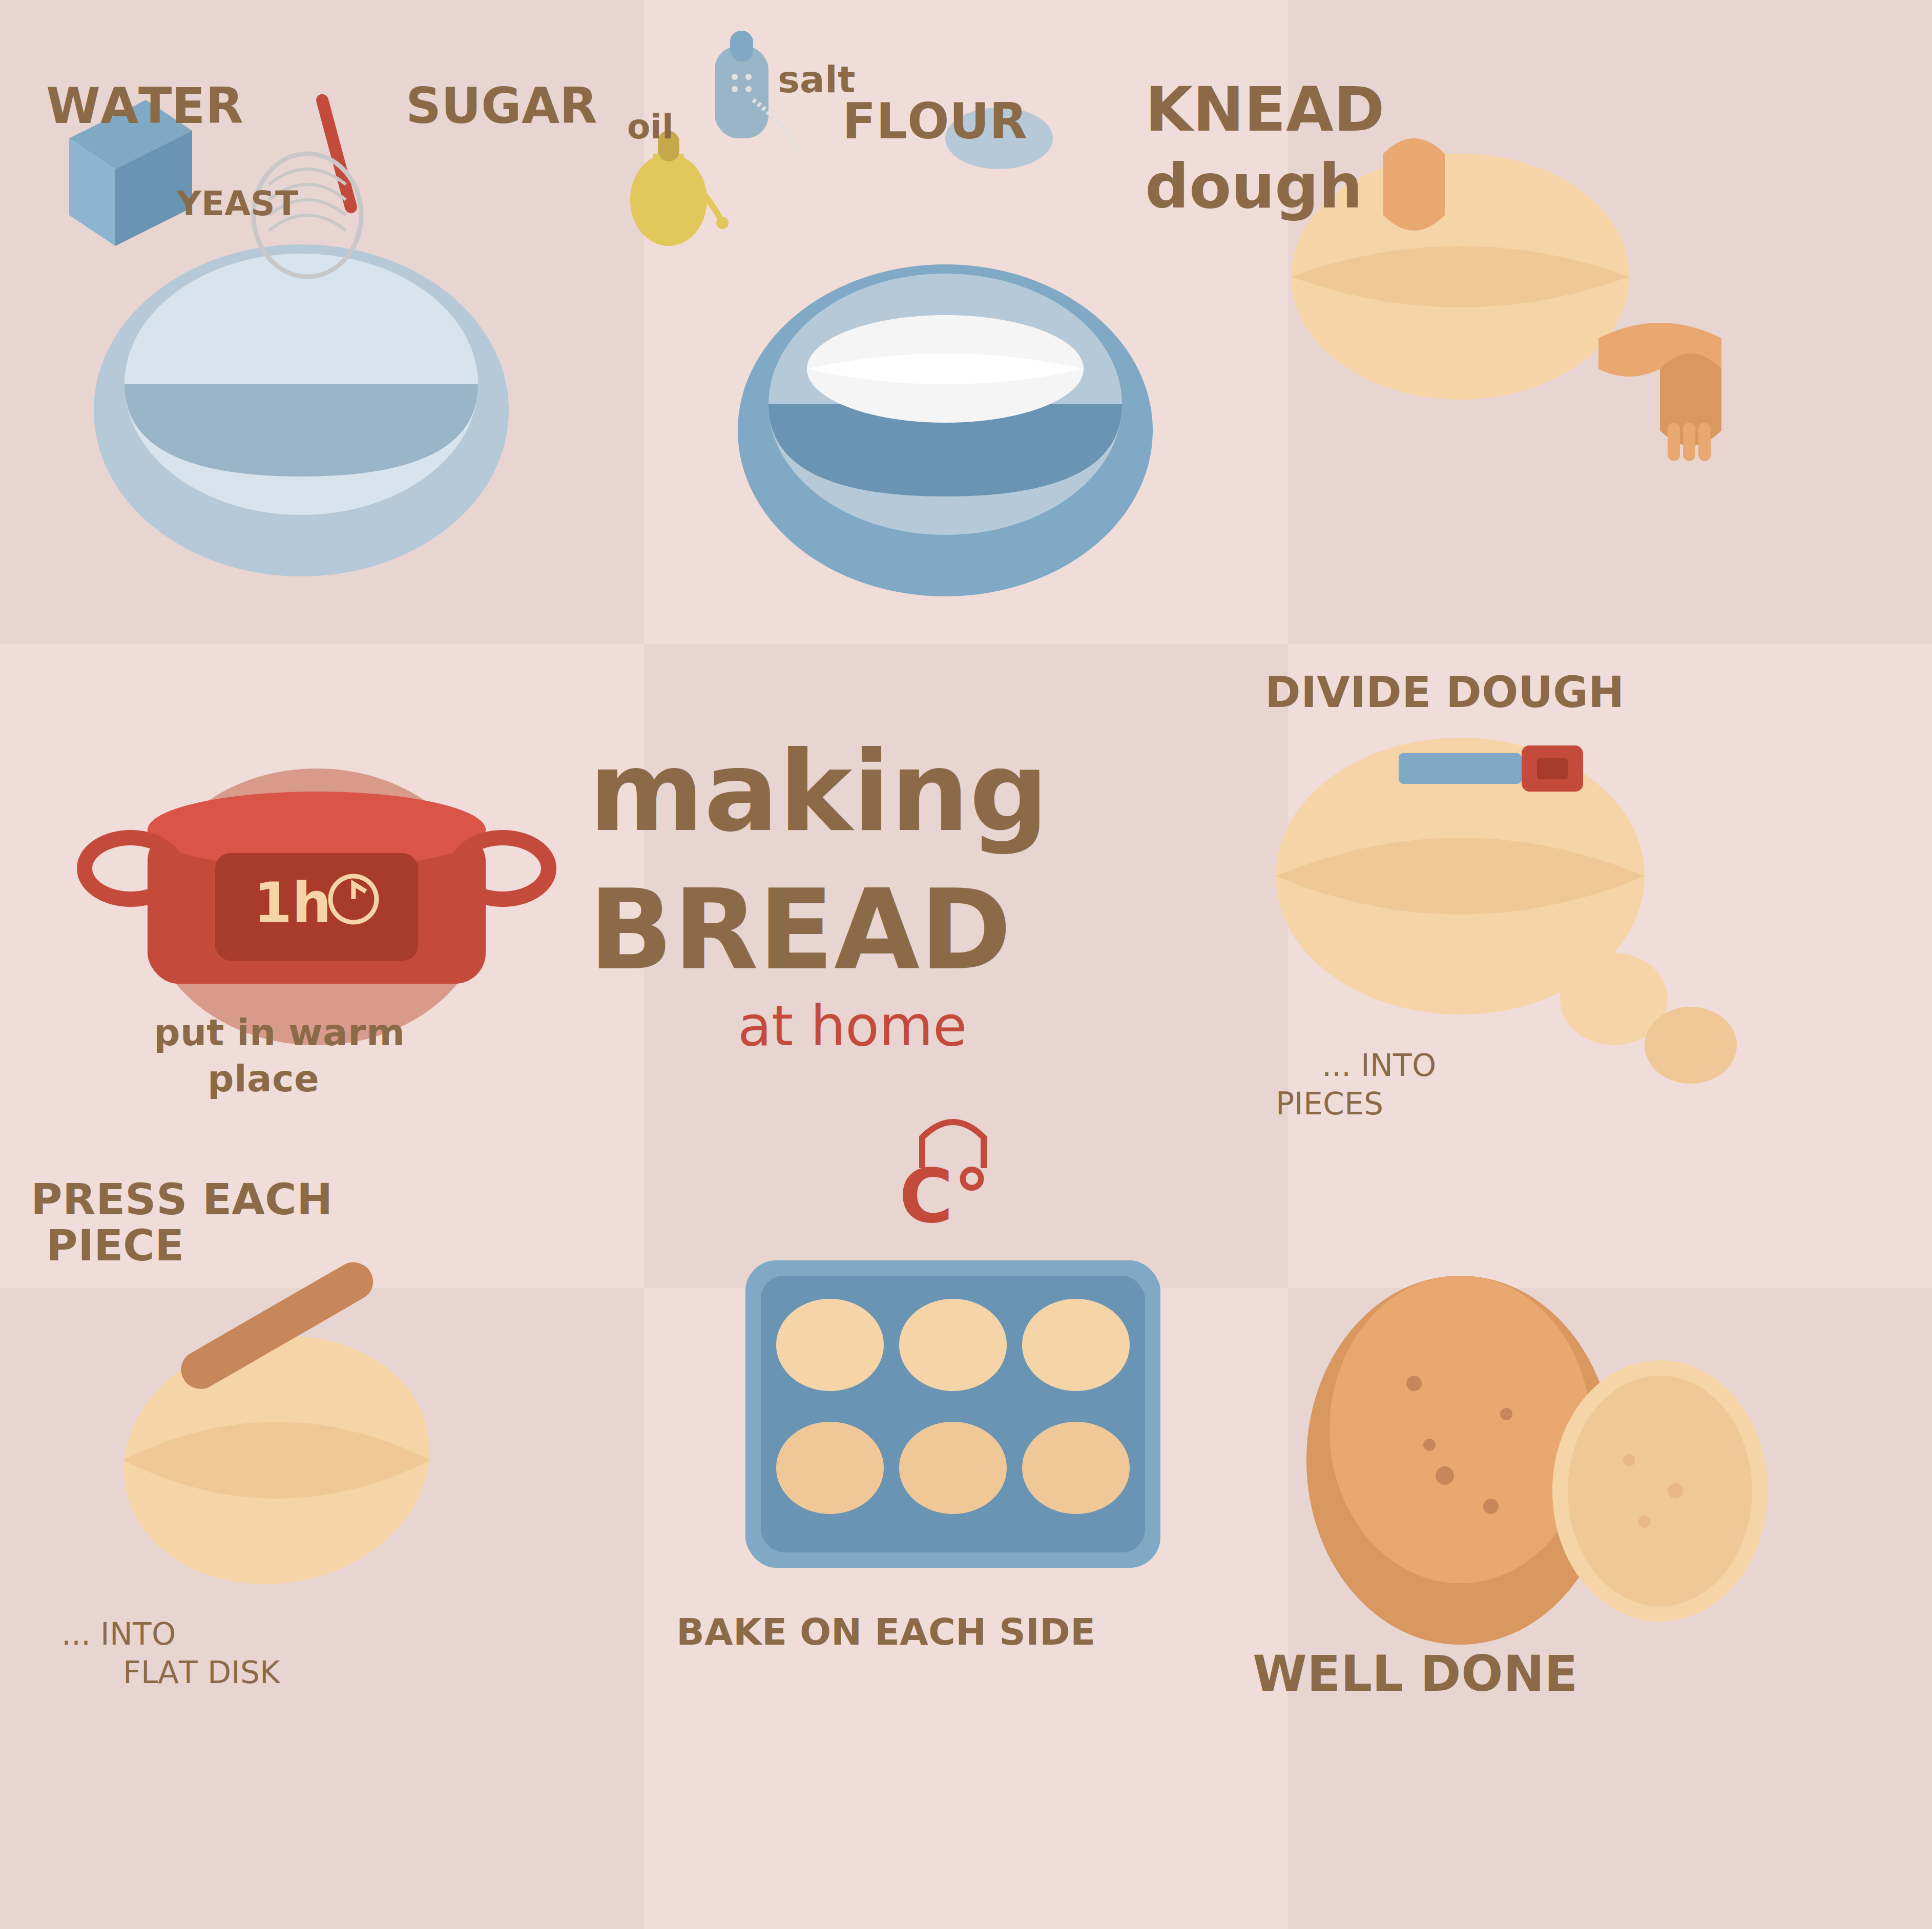 WATER
SUGAR
YEAST
salt
oil
FLOUR
KNEAD
dough
1h
put in warm
place
making
BREAD
at home
DIVIDE DOUGH
... INTO
PIECES
PRESS EACH
PIECE
... INTO
FLAT DISK
C°
BAKE ON EACH SIDE
WELL DONE